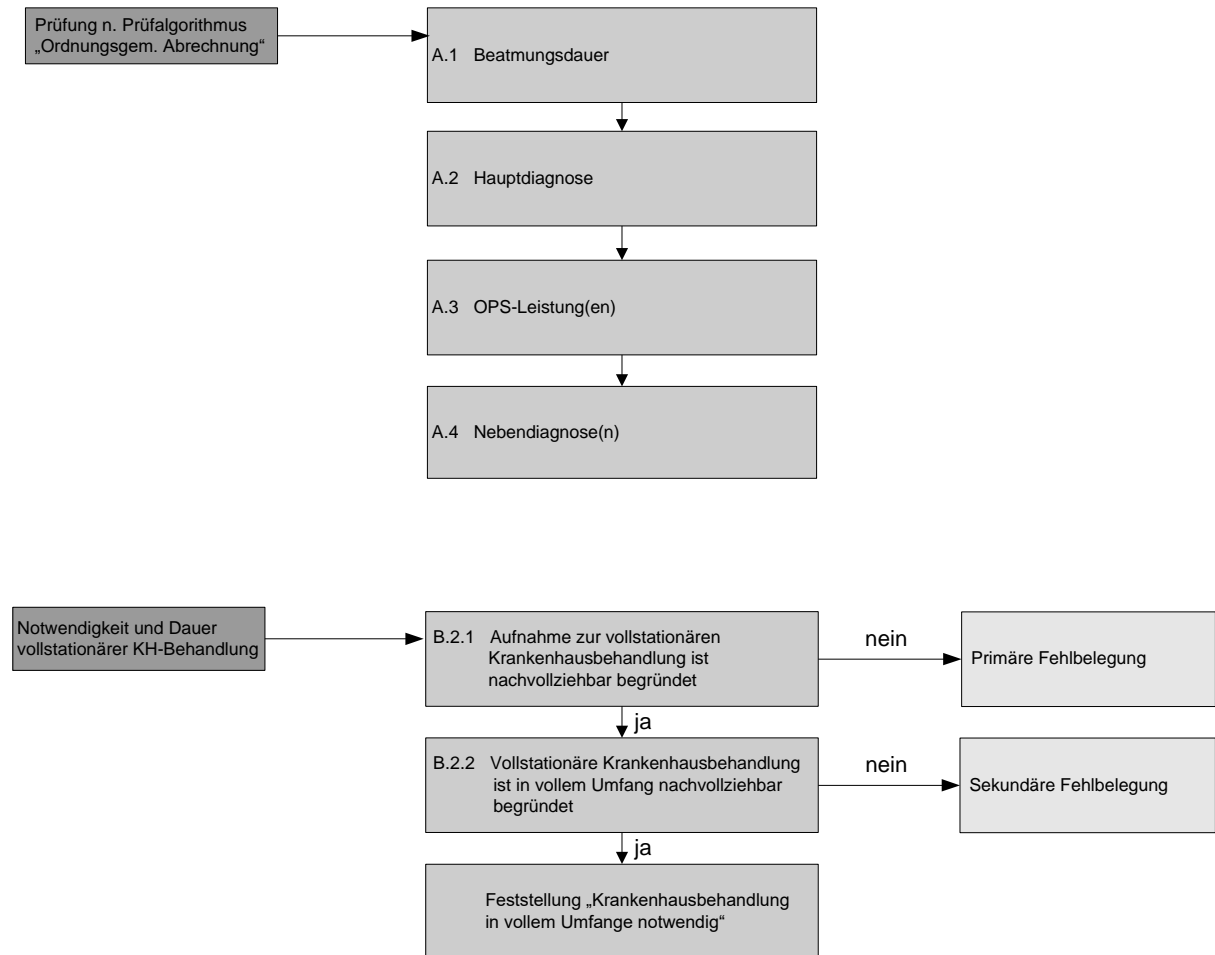 Prüfung n. Prüfalgorithmus
„Ordnungsgem. Abrechnung“
A.1 Beatmungsdauer
A.2 Hauptdiagnose
A.3 OPS-Leistung(en)
A.4 Nebendiagnose(n)
Notwendigkeit und Dauer
vollstationärer KH-Behandlung
B.2.1 Aufnahme zur vollstationären
Krankenhausbehandlung ist
nachvollziehbar begründet
nein
Primäre Fehlbelegung
ja
B.2.2 Vollstationäre Krankenhausbehandlung
ist in vollem Umfang nachvollziehbar
begründet
nein
Sekundäre Fehlbelegung
ja
Feststellung „Krankenhausbehandlung
in vollem Umfange notwendig“